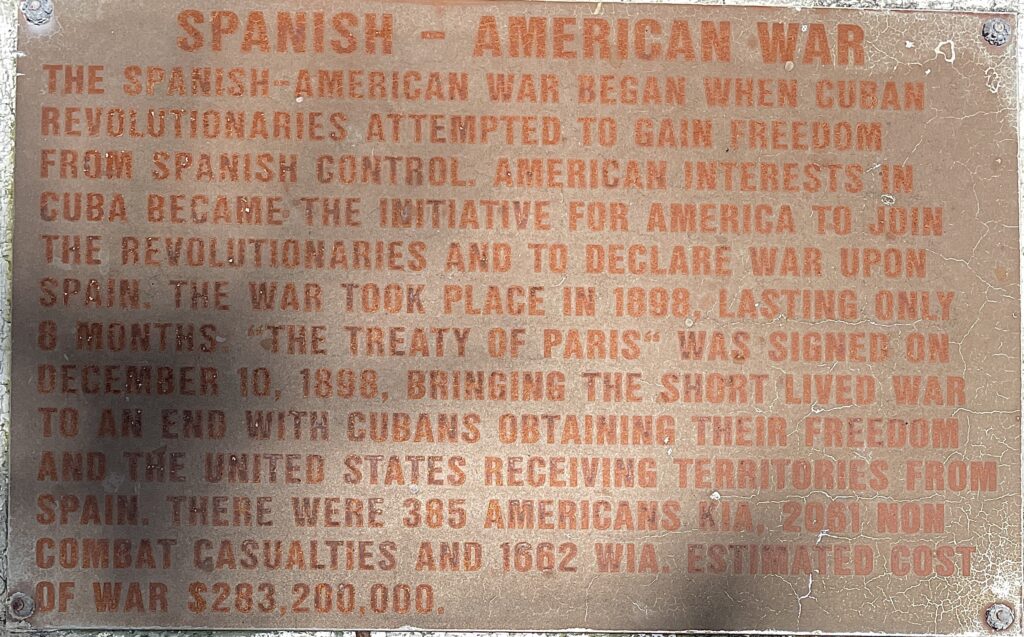 SPANISH - AMERICAN WAR
THE SPANISH-AMERICAN WAR BEGAN WHEN CUBAN
REVOLUTIONARIES ATTEMPTED TO GAIN FREEDOM
FROM SPANISH CONTROL. AMERICAN INTERESTS IN
CUBA BECAME THE INITIATIVE FOR AMERICA TO JOIN
THE REVOLUTIONARIES AND TO DECLARE WAR UPON
SPAIN. THE WAR TOOK PLACE IN 1898, LASTING ONLY
8 MONTHS. "THE TREATY OF PARIS“ WAS SIGNED ON
DECEMBER 10, 1898, BRINGING THE SHORT LIVED WAR
TO AN END WITH CUBANS OBTAINING THEIR FREEDOM
AND THE UNITED STATES RECEIVING TERRITORIES FROM
SPAIN. THERE WERE 385 AMERICANS KIA, 2061 NON
COMBAT CASUALTIES AND 1662 WIA. ESTIMATED COST
OF WAR $283,200,000.